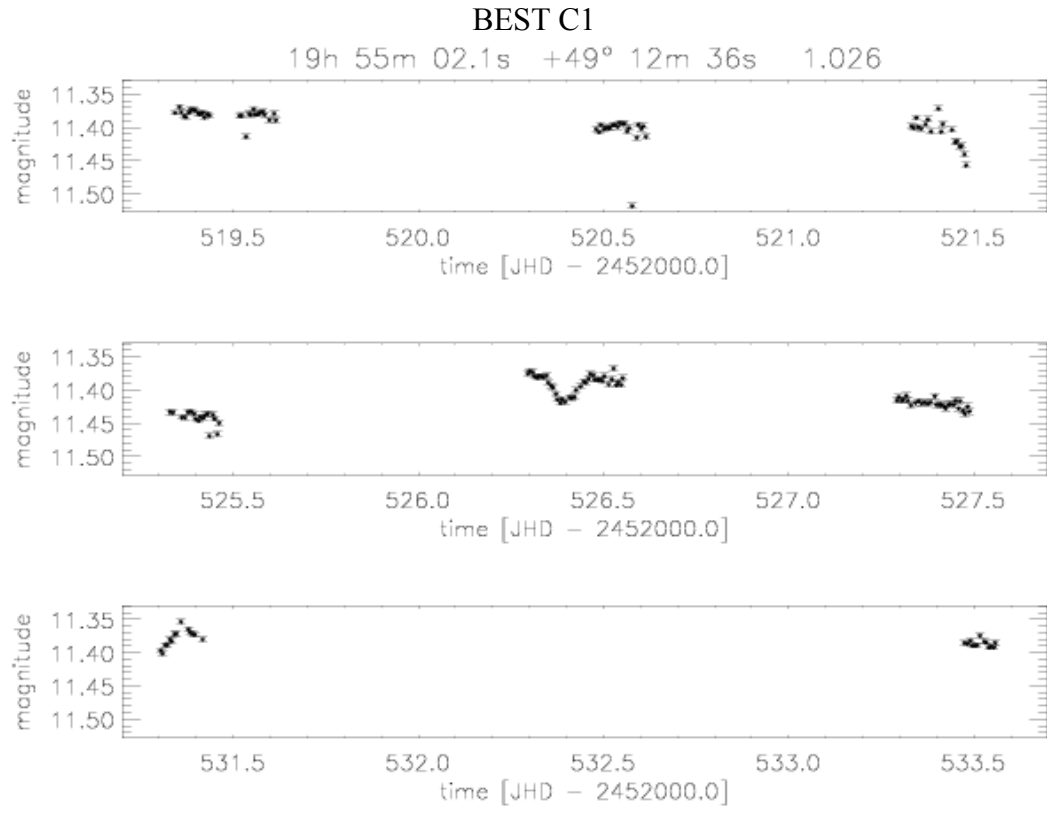 BEST C1
19h 55m 02.1s +49° 12m 36s 1.026
magnitude
11.35
11.40
11.45
11.50
519.5 520.0 520.5 521.0 521.5
time [JHD − 2452000.0]
magnitude
11.35
11.40
11.45
11.50
525.5 526.0 526.5 527.0 527.5
time [JHD − 2452000.0]
magnitude
11.35
11.40
11.45
11.50
531.5 532.0 532.5 533.0 533.5
time [JHD − 2452000.0]